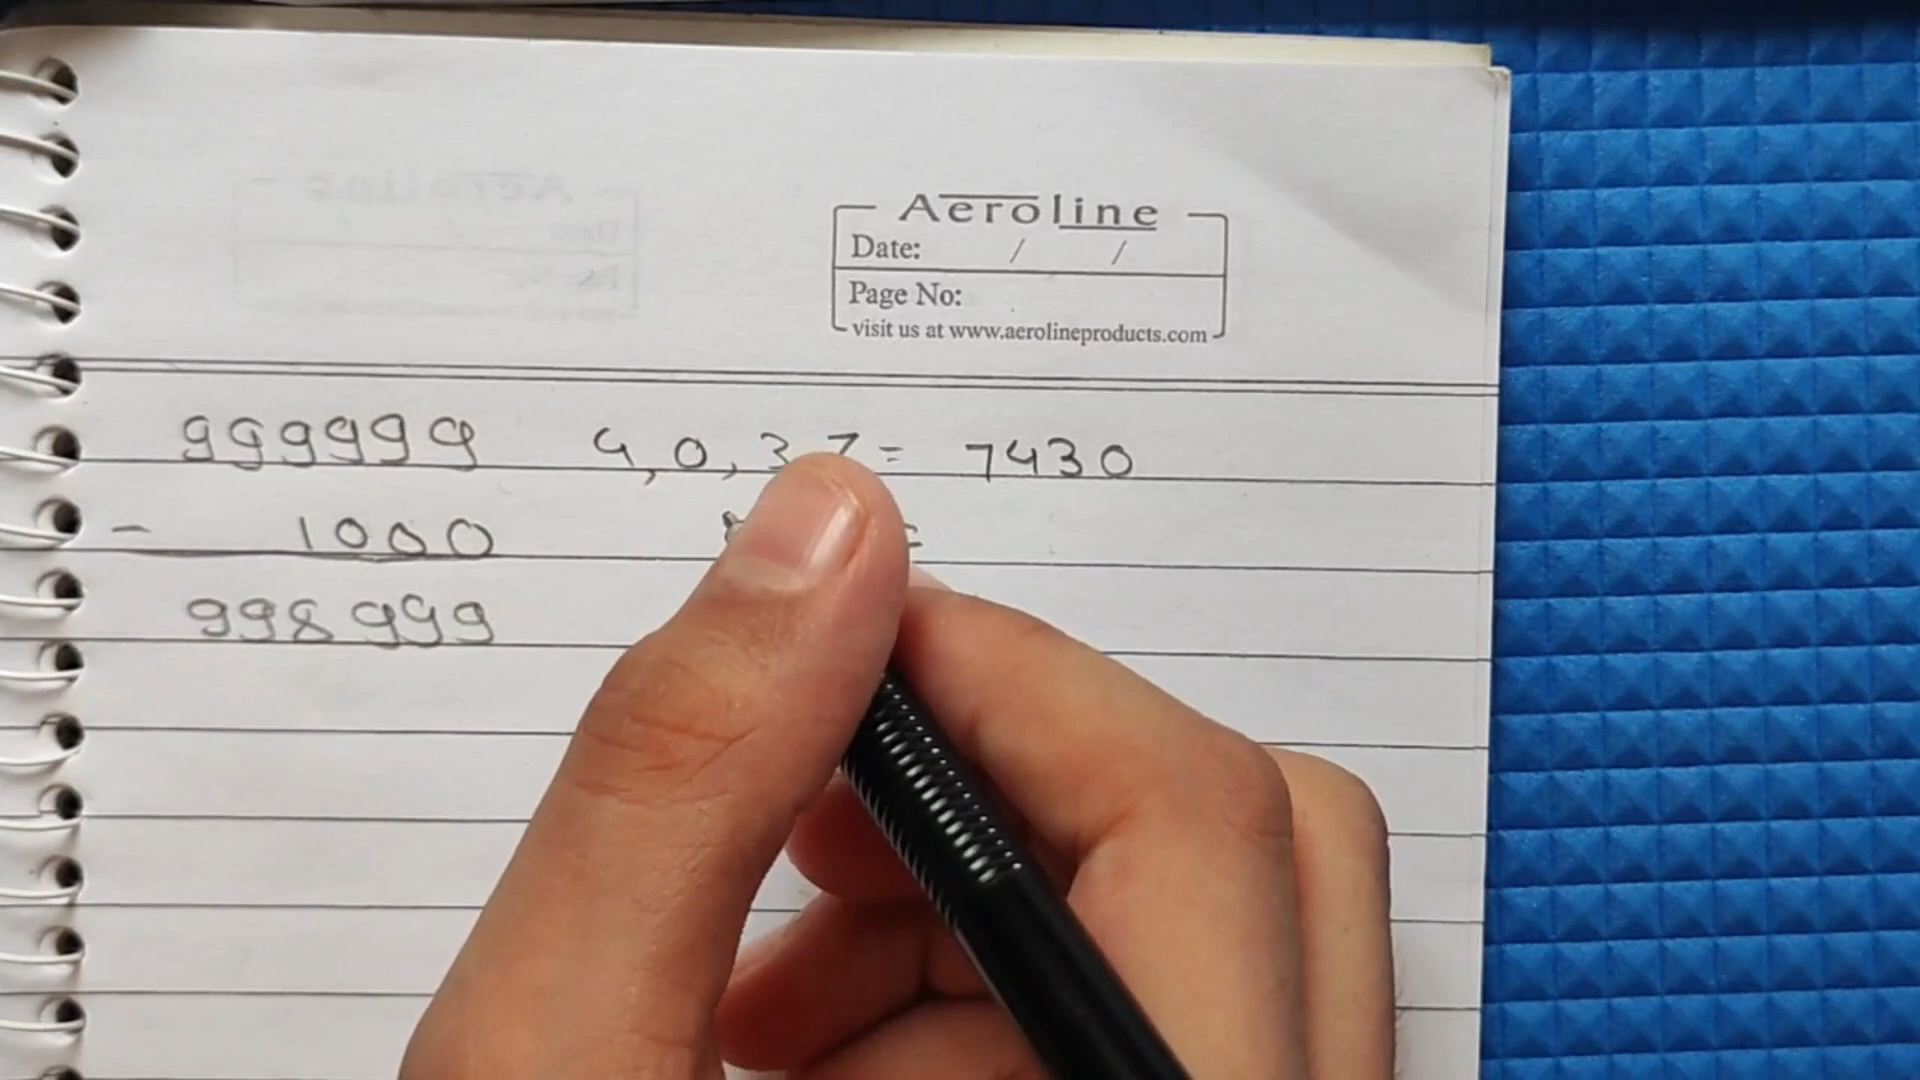 Aeroline
Date: / /
Page No:
visit us at www.aerolineproducts.com
999999 4,0,3 7= 7430
- 1000 =
998999